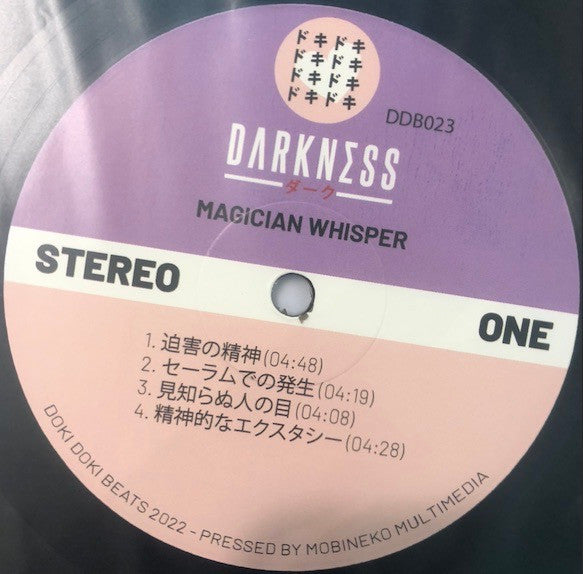 ドキドキ
ドキドキ
ドキドキ
ドキドキ
DDB023
DARKNΣSS
ダーク
MAGICIAN WHISPER
STEREO
ONE
1. 迫害の精神 (04:48)
2. セーラムでの発生 (04:19)
3. 見知らぬ人の目 (04:08)
4. 精神的なエクスタシー (04:28)
DOKI DOKI BEATS 2022 - PRESSED BY MOBINEKO MULTIMEDIA